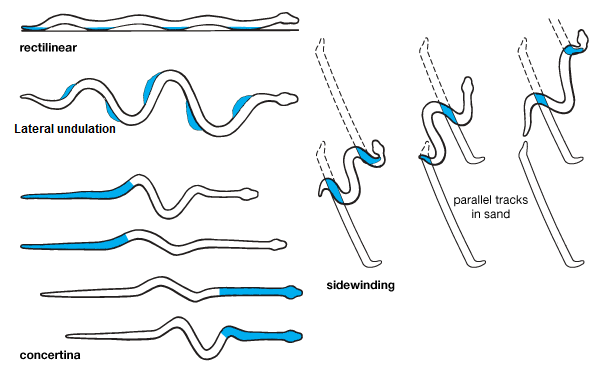 rectilinear
Lateral undulation
concertina
sidewinding
parallel tracks
in sand